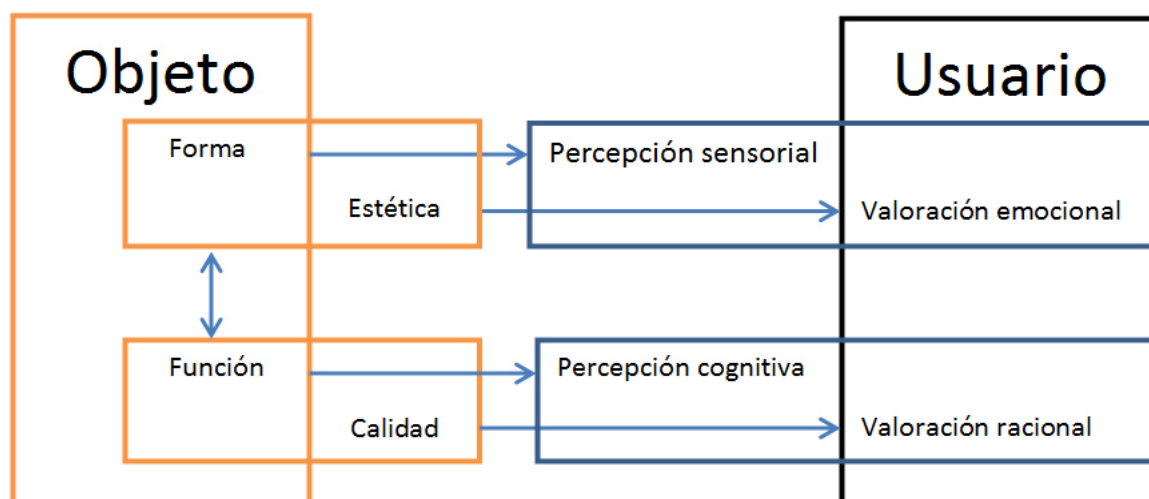 Objeto
Usuario
Forma
Percepción sensorial
Estética
Valoración emocional
Función
Percepción cognitiva
Calidad
Valoración racional